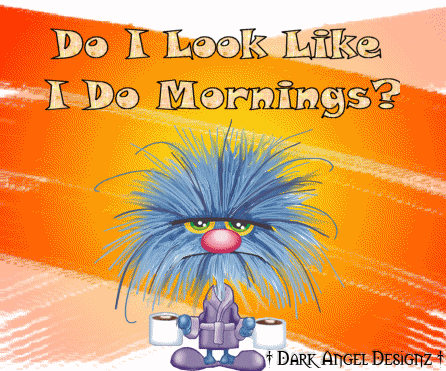 Do I Look Like
I Do Mornings?
† Dark Angel Designz †